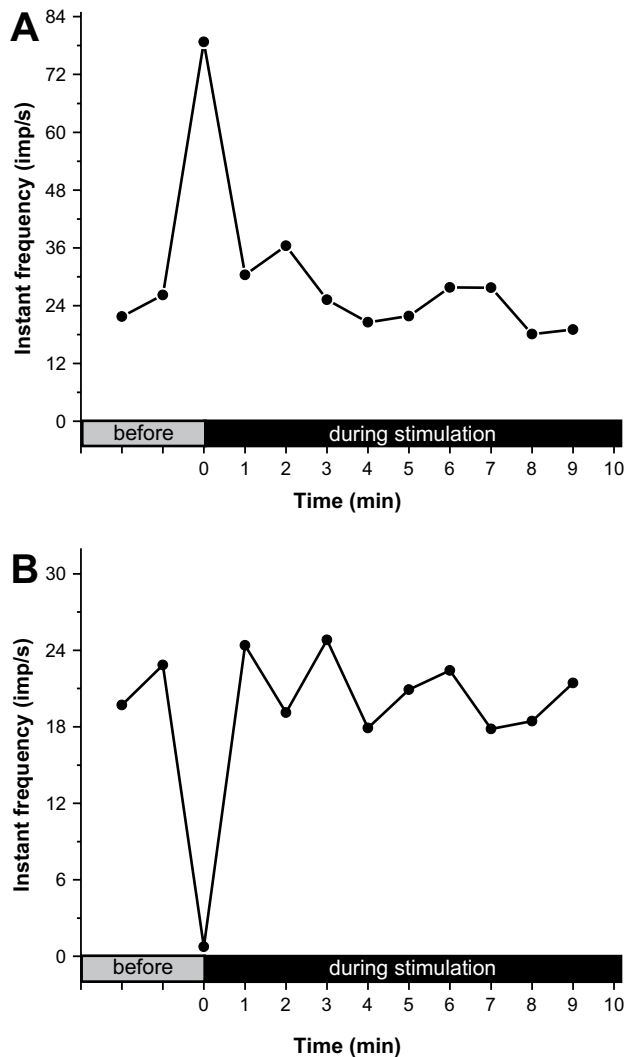 A
Instant frequency (imp/s)
84
72
60
48
36
24
12
0
before
during stimulation
0 1 2 3 4 5 6 7 8 9 10
Time (min)
B
Instant frequency (imp/s)
30
24
18
12
6
0
before
during stimulation
0 1 2 3 4 5 6 7 8 9 10
Time (min)